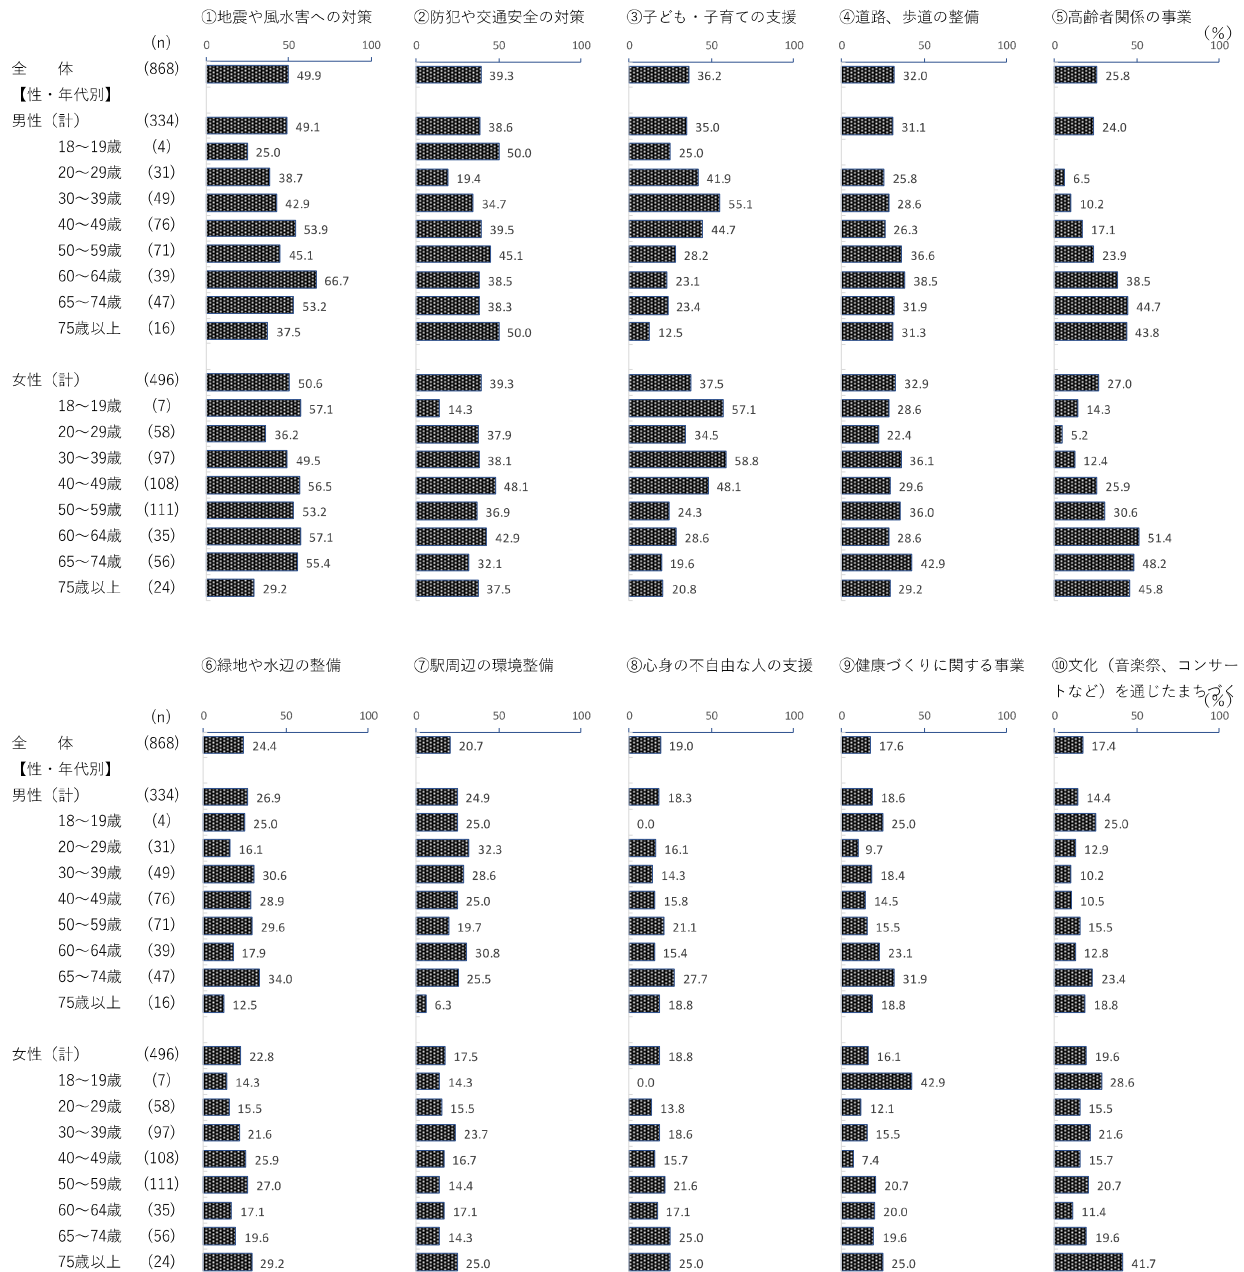 ①地震や風水害への対策 ②防犯や交通安全の対策 ③子ども・子育ての支援 ④道路、歩道の整備 ⑤高齢者関係の事業
(%)
(n) 0 50 100 0 50 100 0 50 100 0 50 100 0 50 100
全 体 (868) 49.9 39.3 36.2 32.0 25.8
【性・年代別】
男性（計） (334) 49.1 38.6 35.0 31.1 24.0
18～19歳 (4) 25.0 50.0 25.0
20～29歳 (31) 38.7 19.4 41.9 25.8 6.5
30～39歳 (49) 42.9 34.7 55.1 28.6 10.2
40～49歳 (76) 53.9 39.5 44.7 26.3 17.1
50～59歳 (71) 45.1 45.1 28.2 36.6 23.9
60～64歳 (39) 66.7 38.5 23.1 38.5 38.5
65～74歳 (47) 53.2 38.3 23.4 31.9 44.7
75歳以上 (16) 37.5 50.0 12.5 31.3 43.8
女性（計） (496) 50.6 39.3 37.5 32.9 27.0
18～19歳 (7) 57.1 14.3 57.1 28.6 14.3
20～29歳 (58) 36.2 37.9 34.5 22.4 5.2
30～39歳 (97) 49.5 38.1 58.8 36.1 12.4
40～49歳 (108) 56.5 48.1 48.1 29.6 25.9
50～59歳 (111) 53.2 36.9 24.3 36.0 30.6
60～64歳 (35) 57.1 42.9 28.6 28.6 51.4
65～74歳 (56) 55.4 32.1 19.6 42.9 48.2
75歳以上 (24) 29.2 37.5 20.8 29.2 45.8
⑥緑地や水辺の整備 ⑦駅周辺の環境整備 ⑧心身の不自由な人の支援 ⑨健康づくりに関する事業 ⑩文化（音楽祭、コンサー
トなど）を通じたまちづく
(%)
(n) 0 50 100 0 50 100 0 50 100 0 50 100 0 50 100
全 体 (868) 24.4 20.7 19.0 17.6 17.4
【性・年代別】
男性（計） (334) 26.9 24.9 18.3 18.6 14.4
18～19歳 (4) 25.0 25.0 0.0 25.0 25.0
20～29歳 (31) 16.1 32.3 16.1 9.7 12.9
30～39歳 (49) 30.6 28.6 14.3 18.4 10.2
40～49歳 (76) 28.9 25.0 15.8 14.5 10.5
50～59歳 (71) 29.6 19.7 21.1 15.5 15.5
60～64歳 (39) 17.9 30.8 15.4 23.1 12.8
65～74歳 (47) 34.0 25.5 27.7 31.9 23.4
75歳以上 (16) 12.5 6.3 18.8 18.8 18.8
女性（計） (496) 22.8 17.5 18.8 16.1 19.6
18～19歳 (7) 14.3 14.3 0.0 42.9 28.6
20～29歳 (58) 15.5 15.5 13.8 12.1 15.5
30～39歳 (97) 21.6 23.7 18.6 15.5 21.6
40～49歳 (108) 25.9 16.7 15.7 7.4 15.7
50～59歳 (111) 27.0 14.4 21.6 20.7 20.7
60～64歳 (35) 17.1 17.1 17.1 20.0 11.4
65～74歳 (56) 19.6 14.3 25.0 19.6 19.6
75歳以上 (24) 29.2 25.0 25.0 25.0 41.7